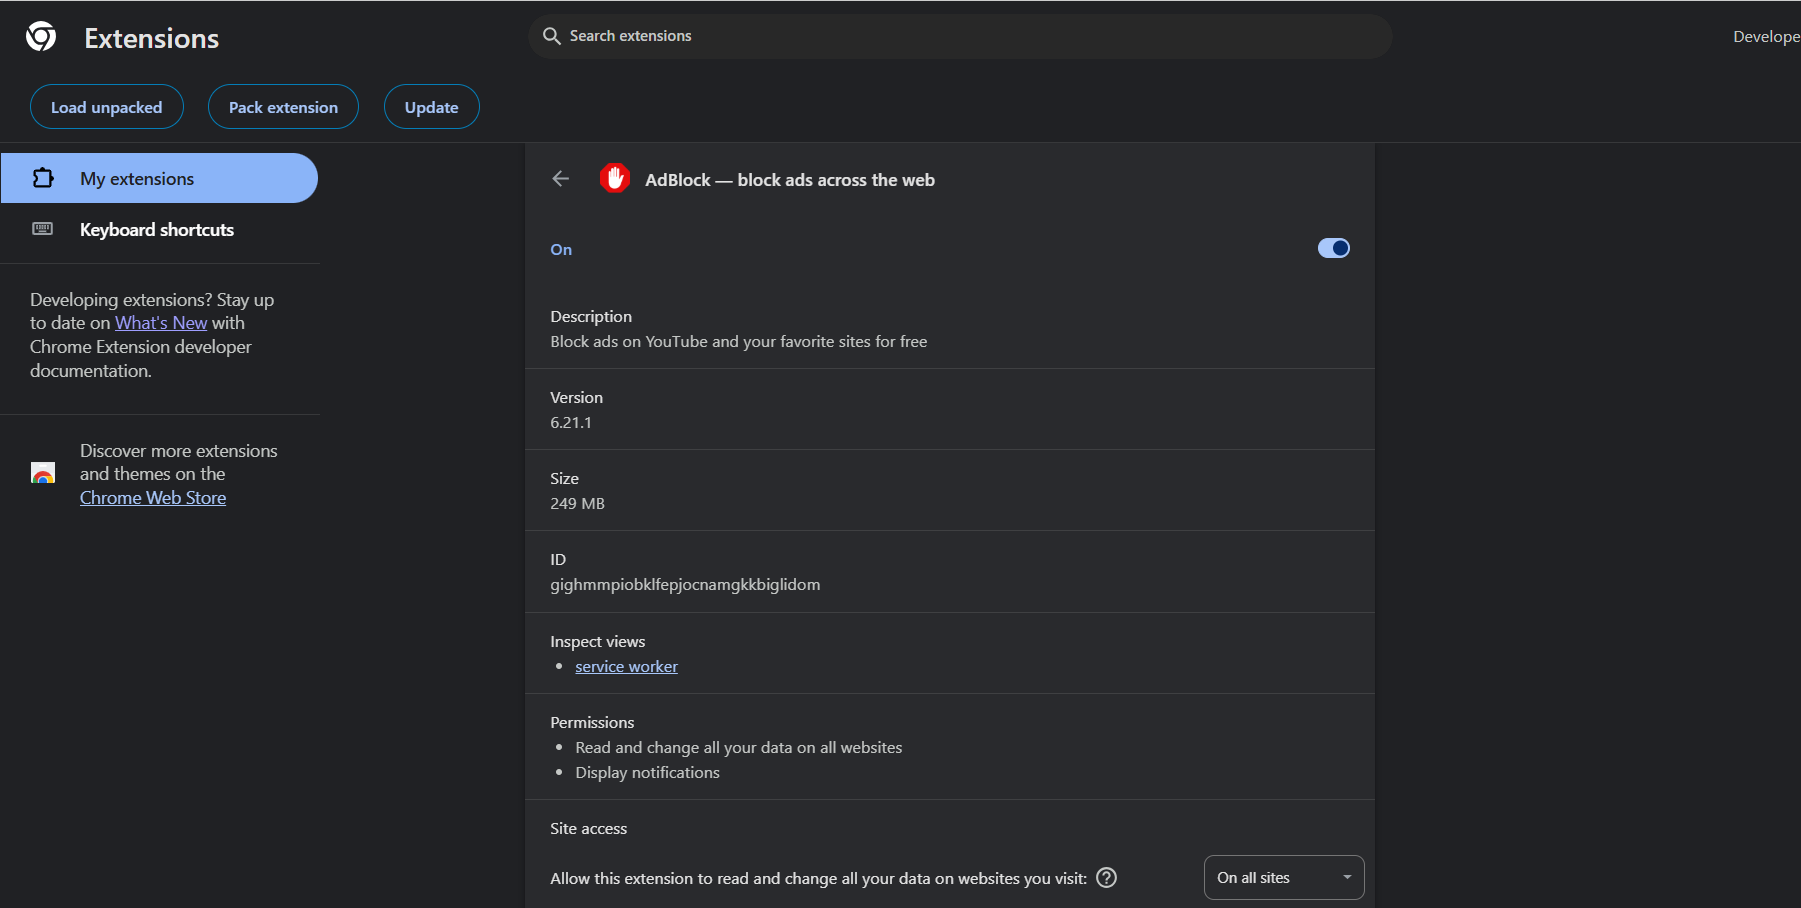 Extensions
Search extensions
Develope
Load unpacked
Pack extension
Update
My extensions
Keyboard shortcuts
Developing extensions? Stay up
to date on What's New with
Chrome Extension developer
documentation.
Discover more extensions
and themes on the
Chrome Web Store
AdBlock — block ads across the web
On
Description
Block ads on YouTube and your favorite sites for free
Version
6.21.1
Size
249 MB
ID
gighmmpiobklfepjocnamgkkbiglidom
Inspect views
• service worker
Permissions
• Read and change all your data on all websites
• Display notifications
Site access
Allow this extension to read and change all your data on websites you visit:
On all sites